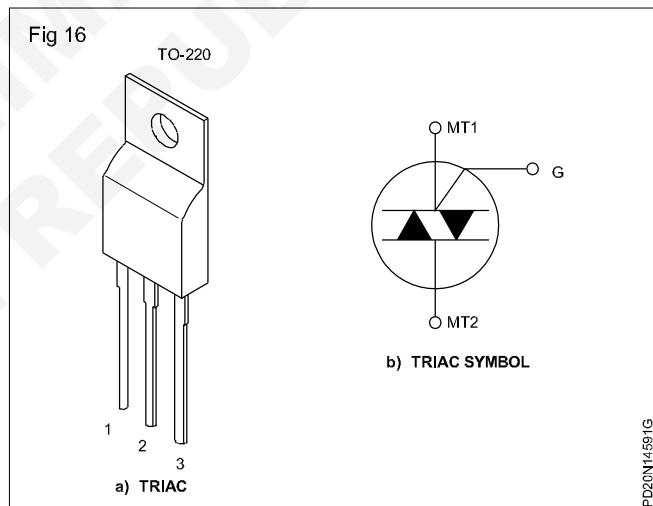 Fig 16
TO-220
MT1
G
MT2
b) TRIAC SYMBOL
1
2
3
a) TRIAC
PD20N14591G